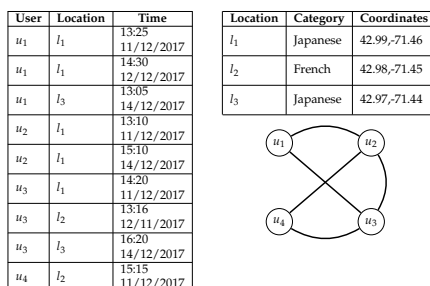 User Location Time
u1 l1 13:25 11/12/2017
u1 l1 14:30 12/12/2017
u1 l3 13:05 14/12/2017
u2 l1 13:10 11/12/2017
u2 l1 15:10 14/12/2017
u3 l1 14:20 11/12/2017
u3 l2 13:16 12/11/2017
u3 l3 16:20 14/12/2017
u4 l2 15:15 11/12/2017
Location Category Coordinates
l1 Japanese 42.99,-71.46
l2 French 42.98,-71.45
l3 Japanese 42.97,-71.44
u1 u2
u4 u3